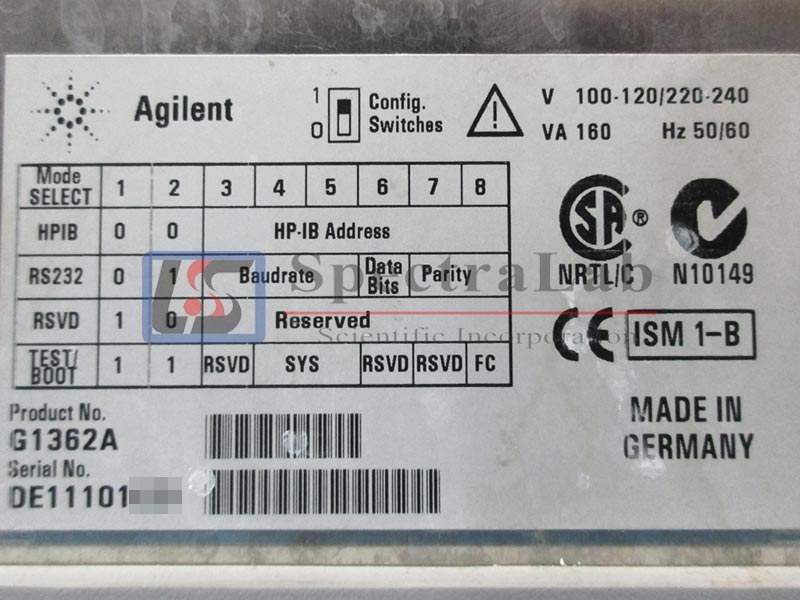 Agilent
1
0
Config.
Switches
V 100-120/220-240
VA 160 Hz 50/60
Mode SELECT 1 2 3 4 5 6 7 8
HPIB 0 0 HP-IB Address
RS232 0 1 Baudrate Data Bits Parity
RSVD 1 0 Reserved
TEST/BOOT 1 1 RSVD SYS RSVD RSVD FC
SA ®
NRTL/C N10149
CE ISM 1-B
SpectraLab
Scientific Incorporation
Product No.
G1362A
Serial No.
DE11101
MADE IN
GERMANY